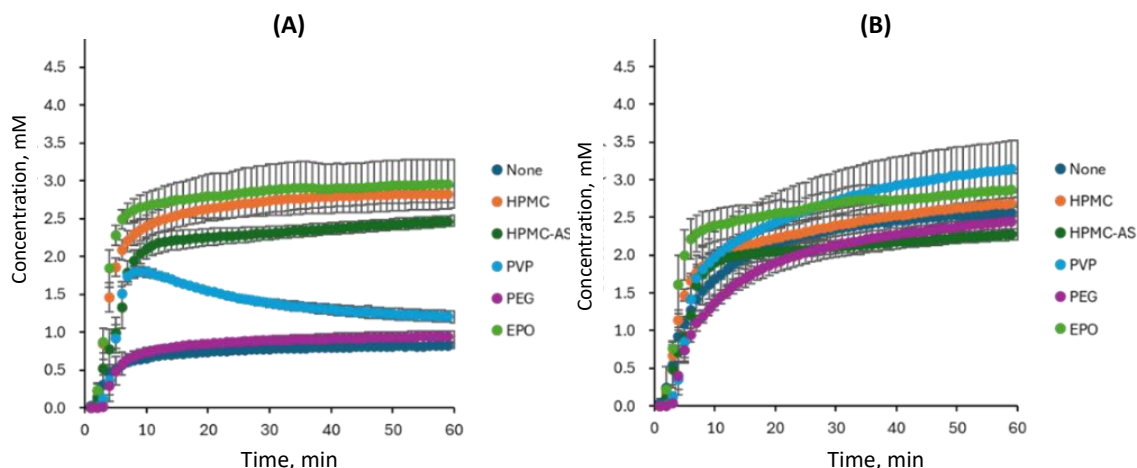 (A)
Concentration, mM
4.5
4.0
3.5
3.0
2.5
2.0
1.5
1.0
0.5
0.0
0 10 20 30 40 50 60
Time, min
None
HPMC
HPMC-AS
PVP
PEG
EPO
(B)
Concentration, mM
4.5
4.0
3.5
3.0
2.5
2.0
1.5
1.0
0.5
0.0
0 10 20 30 40 50 60
Time, min
None
HPMC
HPMC-AS
PVP
PEG
EPO